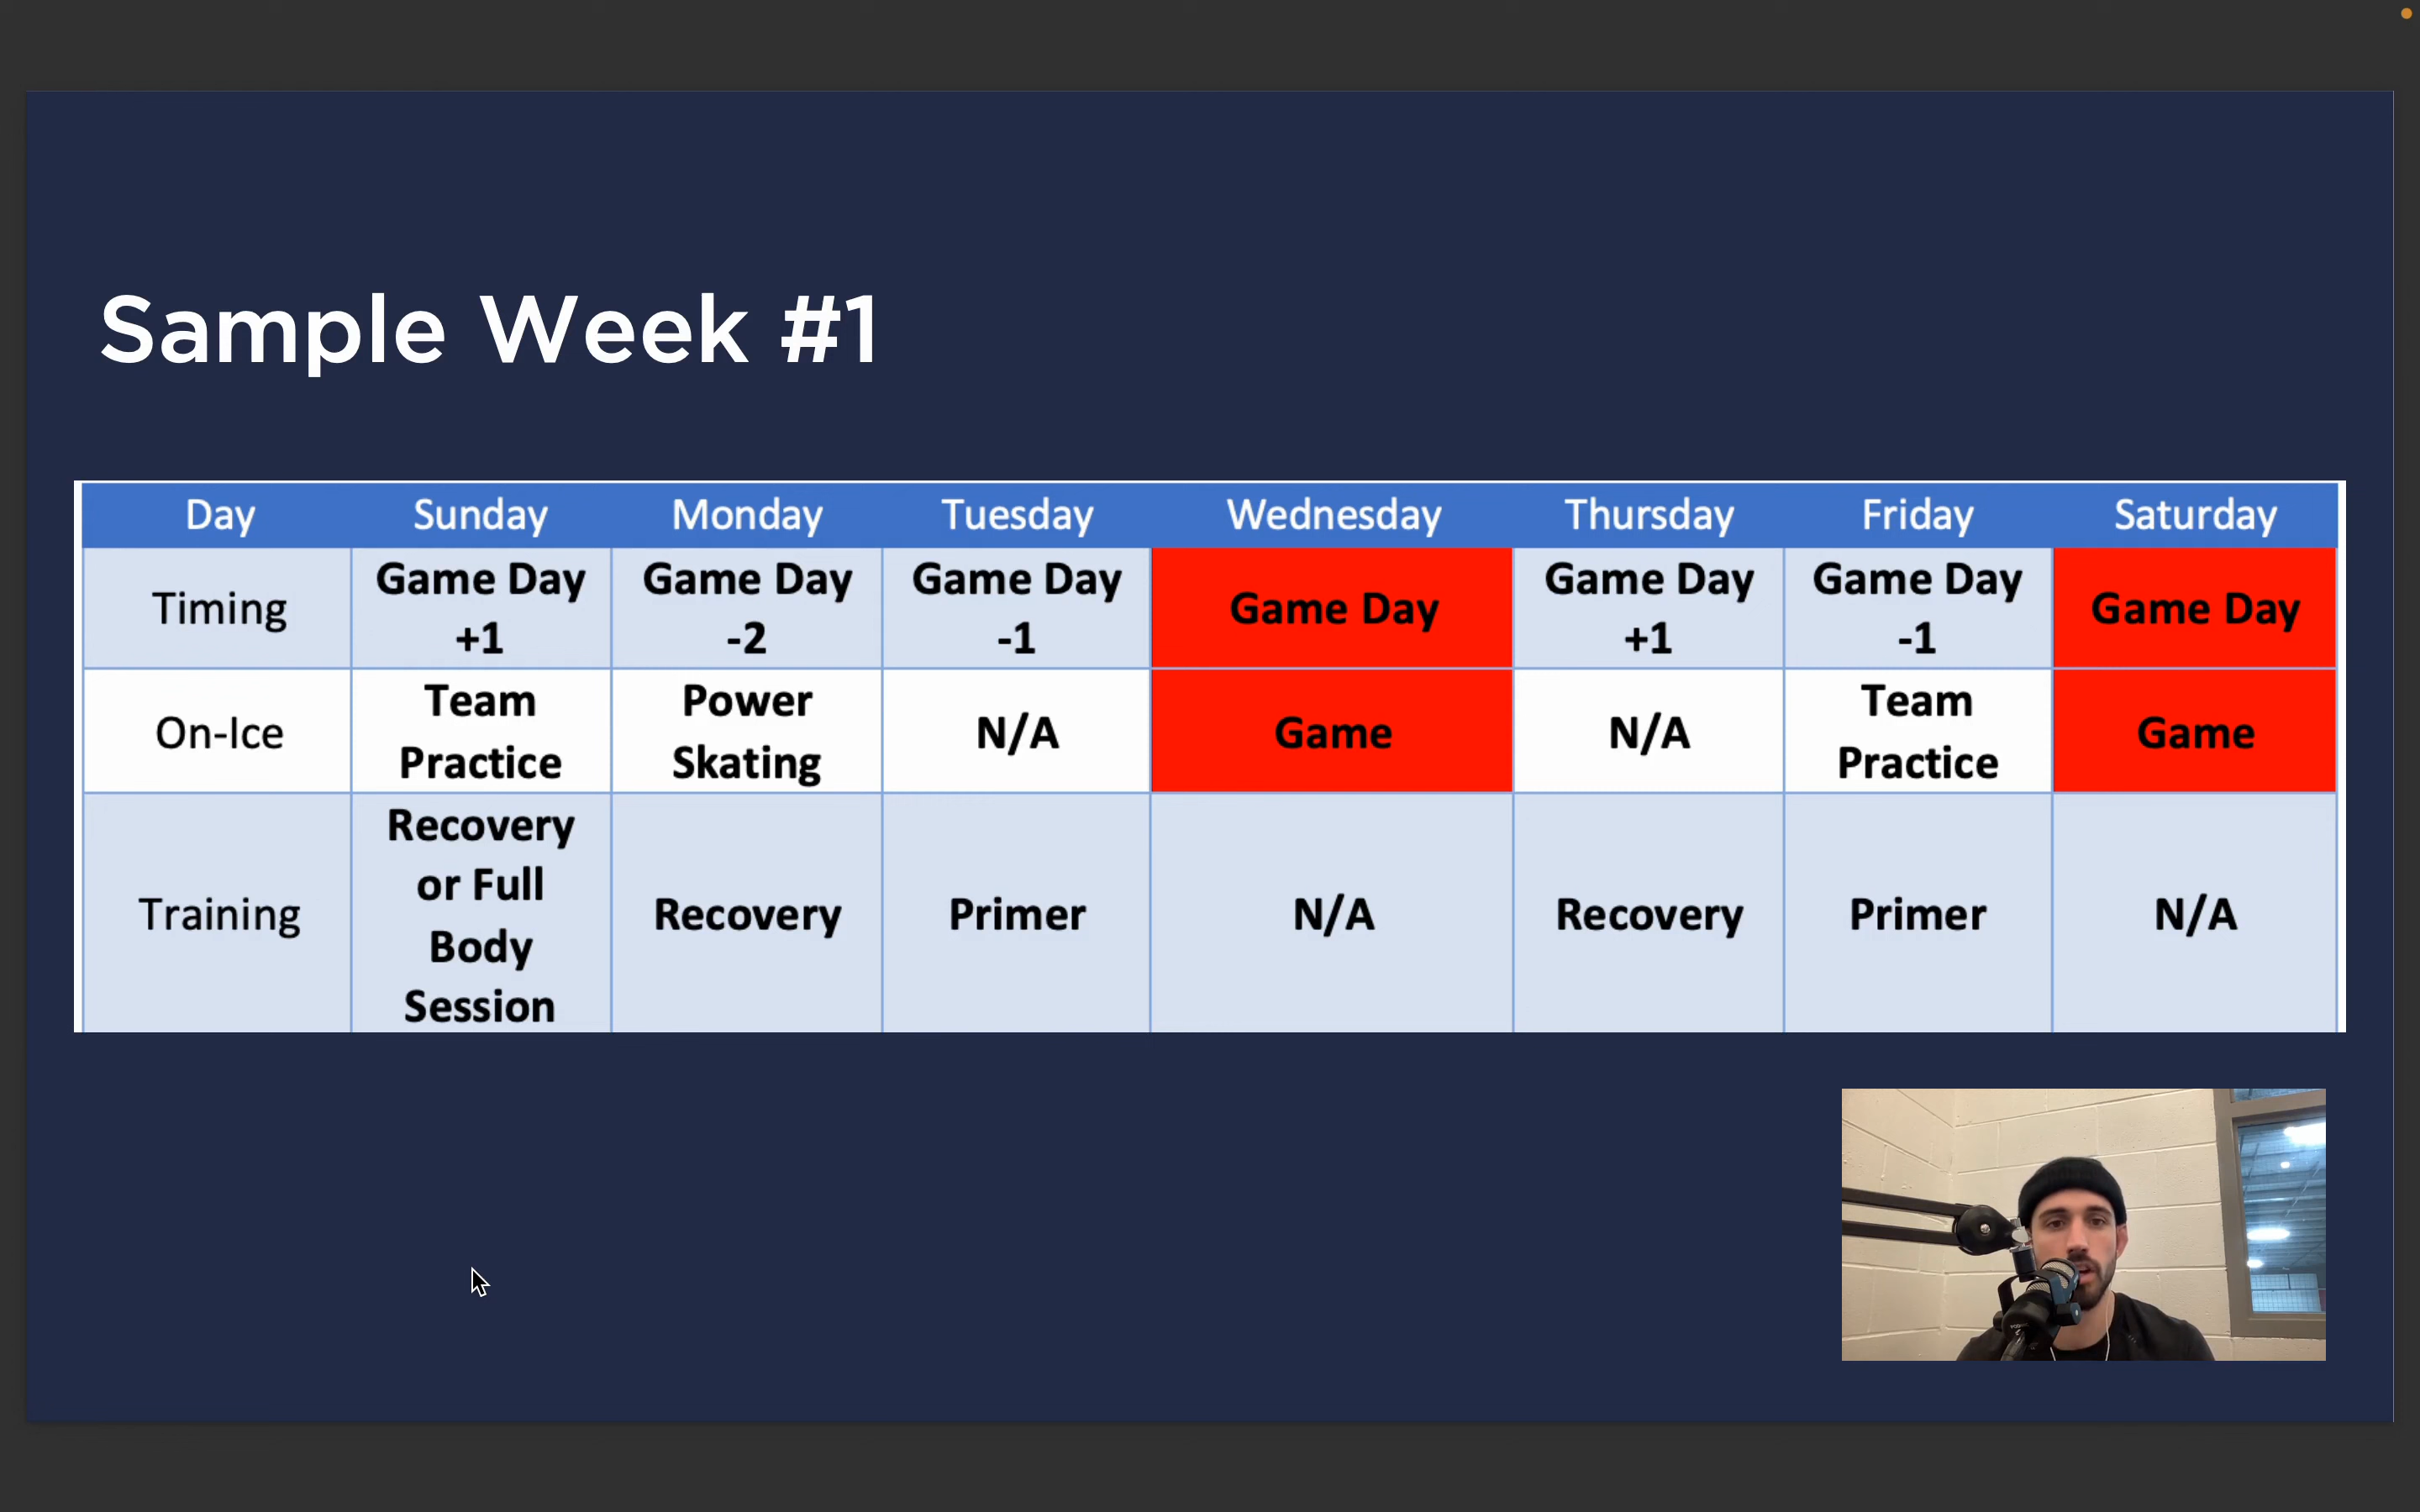 Sample Week #1
Day Sunday Monday Tuesday Wednesday Thursday Friday Saturday
Timing Game Day +1 Game Day -2 Game Day -1 Game Day Game Day +1 Game Day -1 Game Day
On-Ice Team Practice Power Skating N/A Game N/A Team Practice Game
Training Recovery or Full Body Session Recovery Primer N/A Recovery Primer N/A